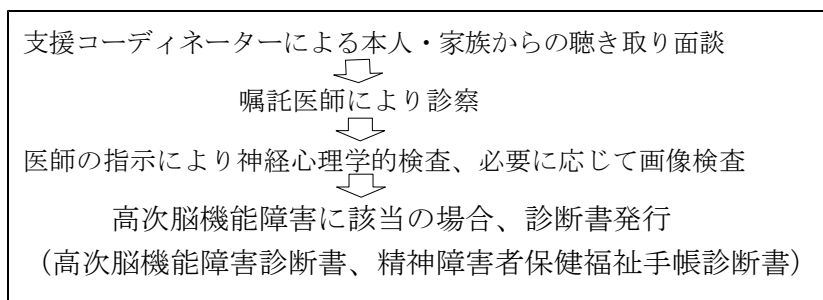 支援コーディネーターによる本人・家族からの聴き取り面談
嘱託医師により診察
医師の指示により神経心理学的検査、必要に応じて画像検査
高次脳機能障害に該当の場合、診断書発行
（高次脳機能障害診断書、精神障害者保健福祉手帳診断書）